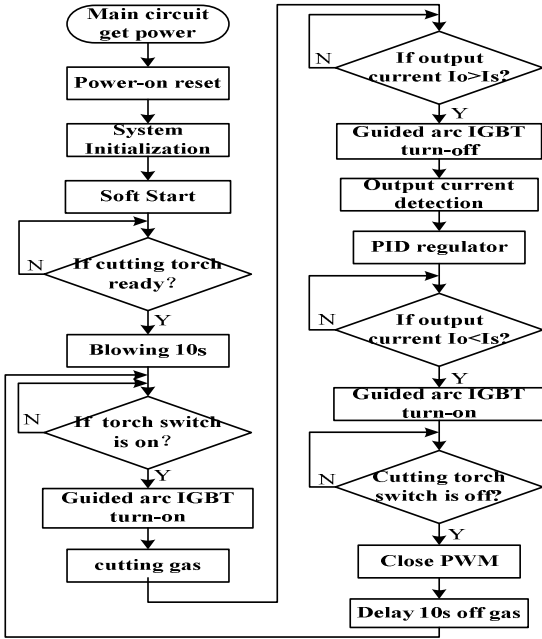 Main circuit
get power
Power-on reset
System
Initialization
Soft Start
If cutting torch
ready?
N
Y
Blowing 10s
If torch switch
is on?
N
Y
Guided arc IGBT
turn-on
cutting gas
If output
current Io>Is?
N
Y
Guided arc IGBT
turn-off
Output current
detection
PID regulator
If output
current Io<Is?
N
Y
Guided arc IGBT
turn-on
Cutting torch
switch is off?
N
Y
Close PWM
Delay 10s off gas